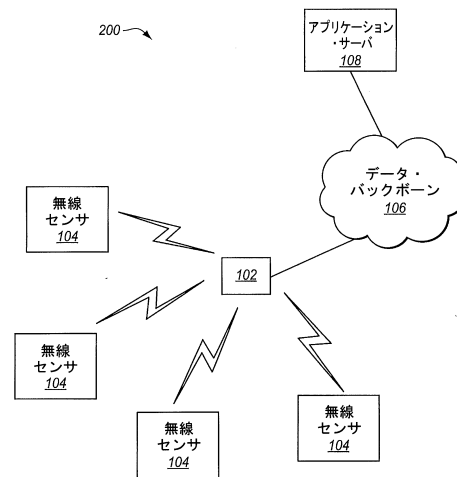 200
アプリケーション
・サーバ
108
データ・
バックボーン
106
無線
センサ
104
102
無線
センサ
104
無線
センサ
104
無線
センサ
104